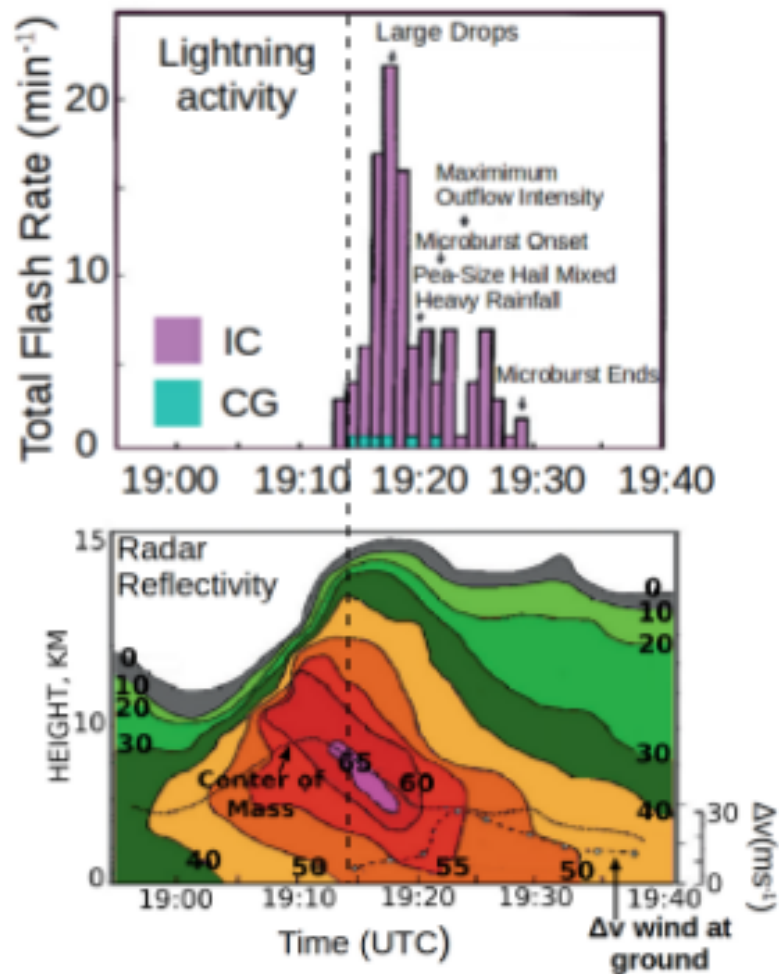 Large Drops
Lightning
activity
Total Flash Rate (min⁻¹)
20
10
0
Maximimum
Outflow Intensity
Microburst Onset
Pea-Size Hail Mixed
Heavy Rainfall
IC
CG
Microburst Ends
19:00 19:10 19:20 19:30 19:40
15
Radar
Reflectivity
HEIGHT, KM
10
0
0
10
20
30
0
10
20
30
40
65
60
Center of
Mass
40
50
55
50
30
0
Δv(ms⁻¹)
19:00 19:10 19:20 19:30 19:40
Time (UTC)
Δv wind at
ground